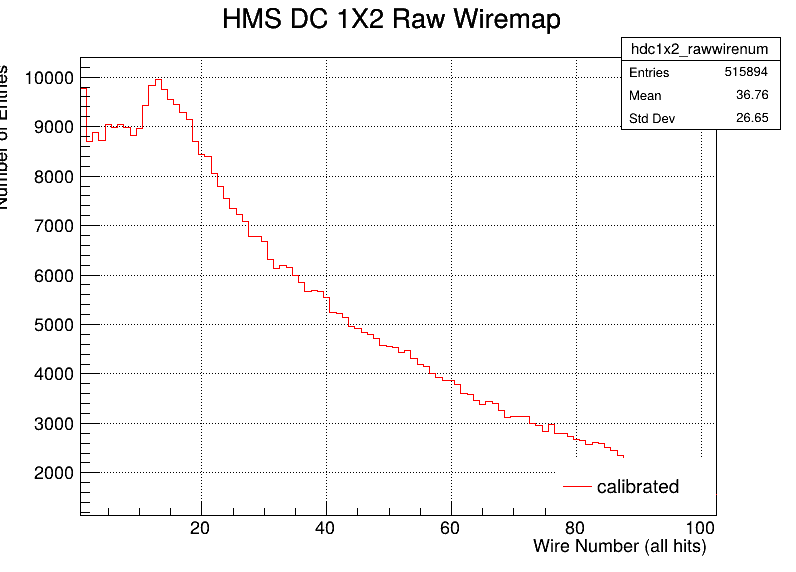 HMS DC 1X2 Raw Wiremap
hdc1x2_rawwirenum
Entries 515894
Mean 36.76
Std Dev 26.65
Number of Entries
10000
9000
8000
7000
6000
5000
4000
3000
2000
calibrated
20 40 60 80 100
Wire Number (all hits)